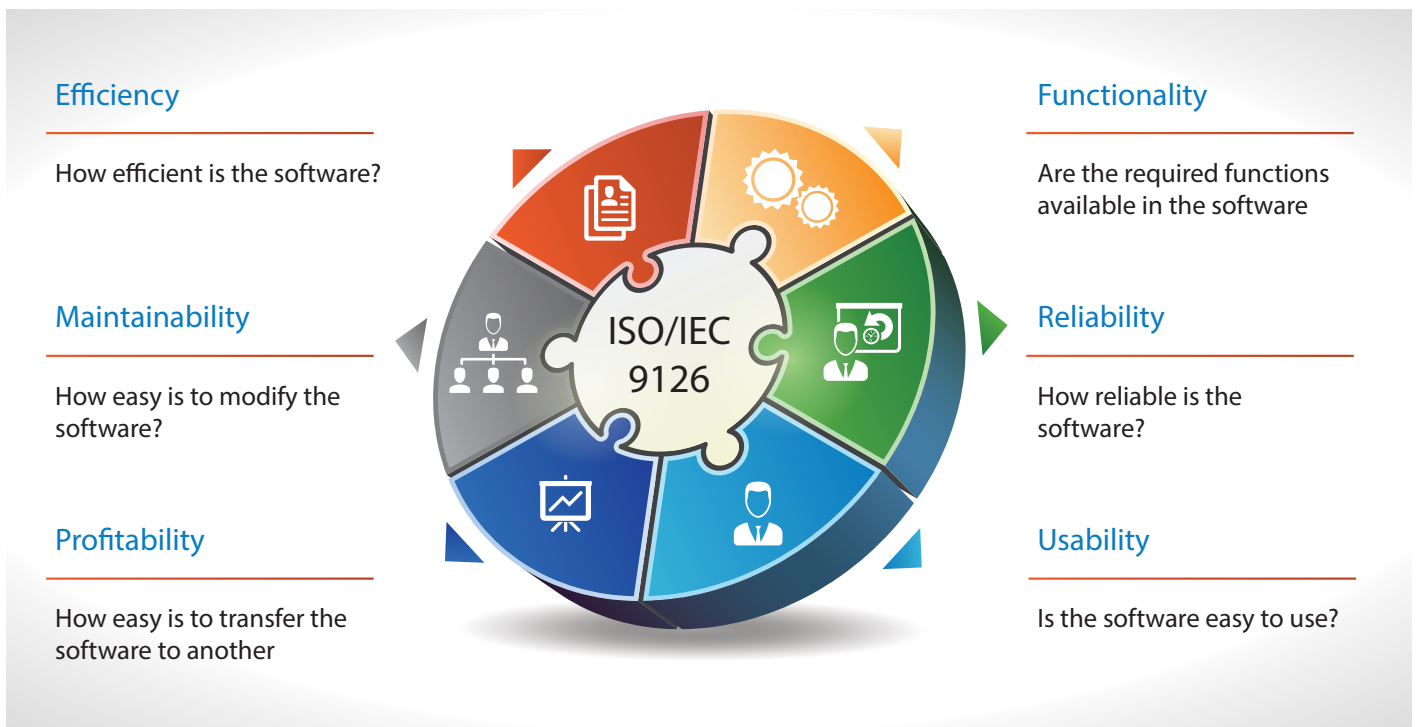 Efficiency
How efficient is the software?
Maintainability
How easy is to modify the
software?
Profitability
How easy is to transfer the
software to another
ISO/IEC
9126
Functionality
Are the required functions
available in the software
Reliability
How reliable is the
software?
Usability
Is the software easy to use?